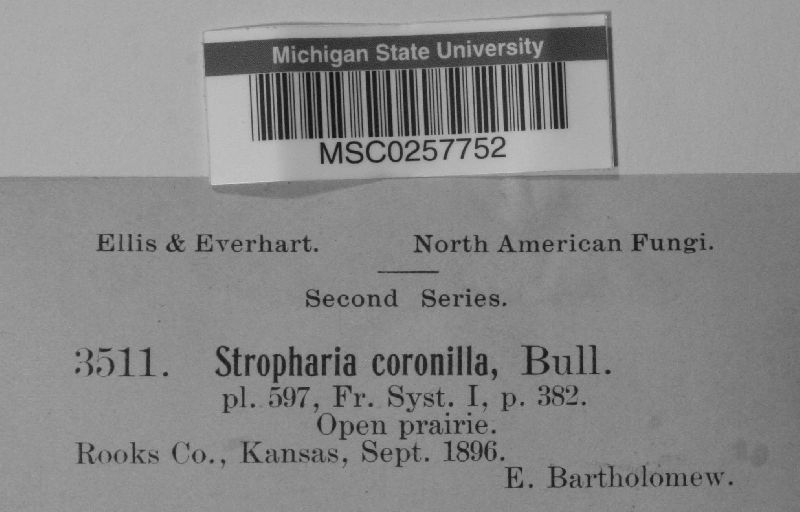 Michigan State University
MSC0257752
Ellis & Everhart. North American Fungi.
Second Series.
3511. Stropharia coronilla, Bull.
pl. 597, Fr. Syst. I, p. 382.
Open prairie.
Rooks Co., Kansas, Sept. 1896.
E. Bartholomew.